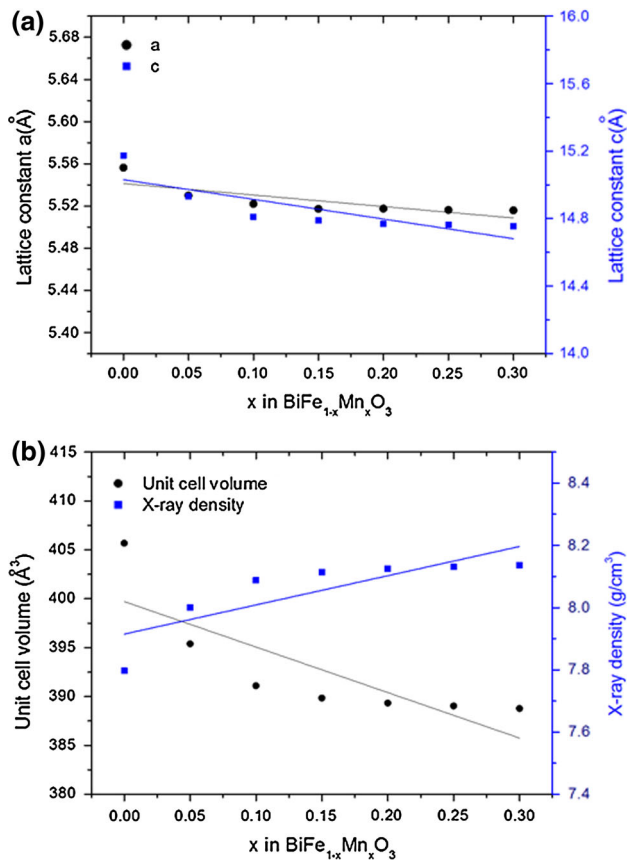 (a)
a
c
Lattice constant a(Å)
5.68
5.64
5.60
5.56
5.52
5.48
5.44
5.40
Lattice constant c(Å)
16.0
15.6
15.2
14.8
14.4
14.0
0.00 0.05 0.10 0.15 0.20 0.25 0.30
x in BiFe₁₋ₓMnₓO₃
(b)
Unit cell volume
X-ray density
Unit cell volume (Å³)
415
410
405
400
395
390
385
380
X-ray density (g/cm³)
8.4
8.2
8.0
7.8
7.6
7.4
0.00 0.05 0.10 0.15 0.20 0.25 0.30
x in BiFe₁₋ₓMnₓO₃